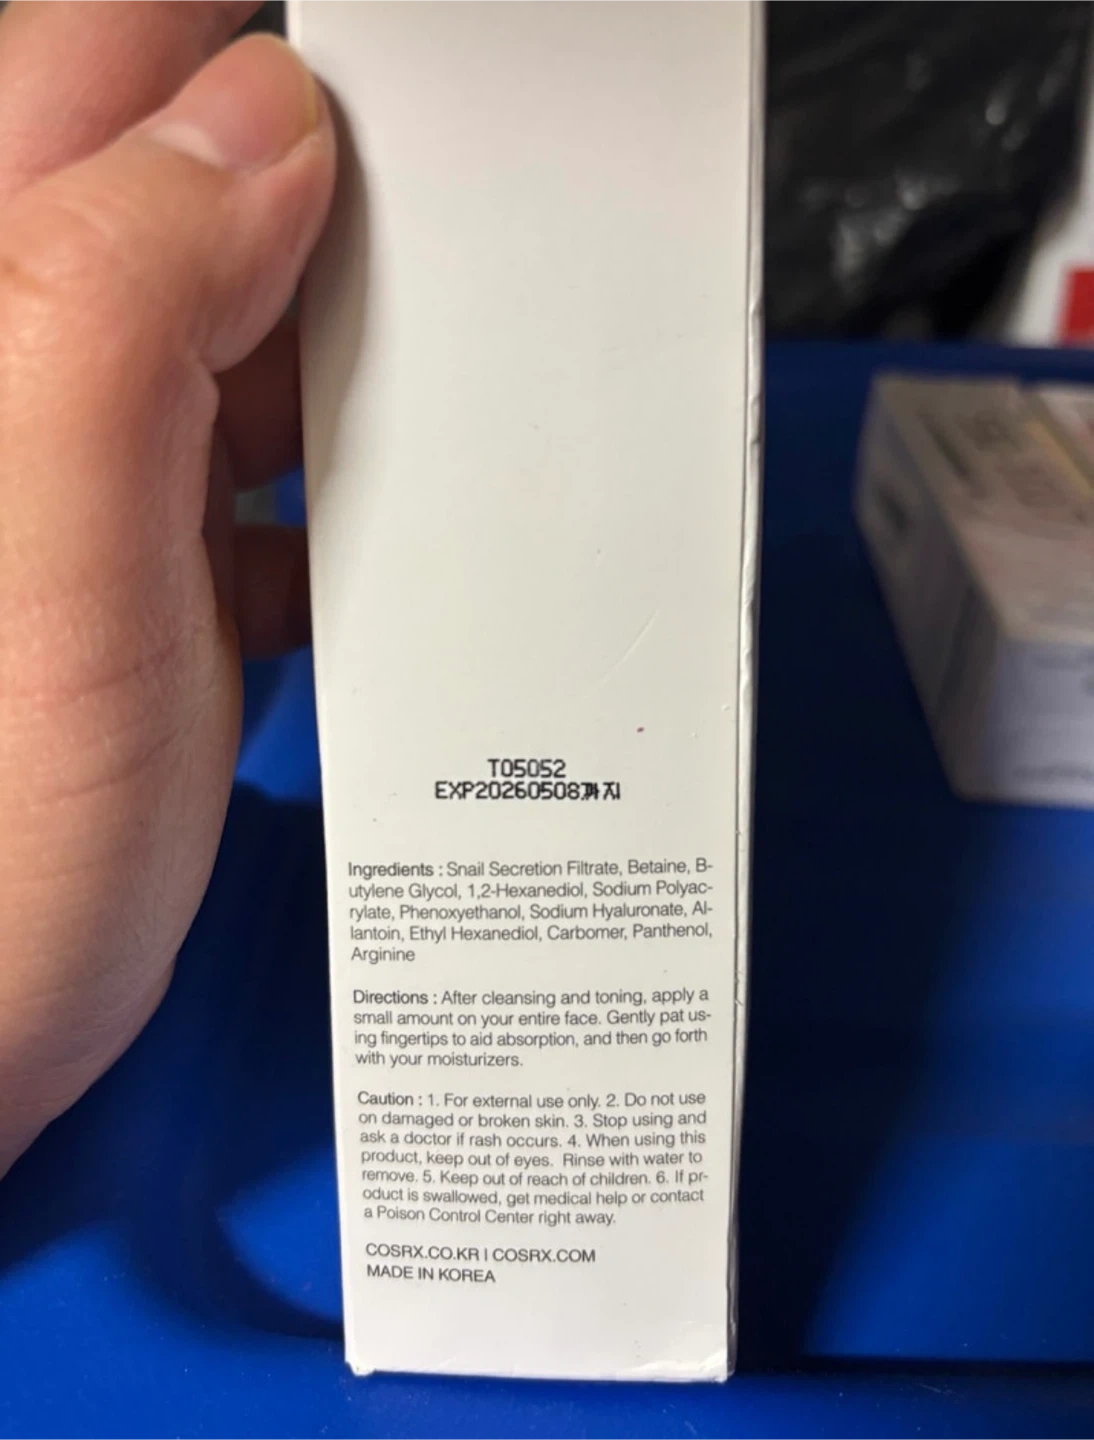 T05052
EXP20260508까지
Ingredients : Snail Secretion Filtrate, Betaine, B-
utylene Glycol, 1,2-Hexanediol, Sodium Polyac-
rylate, Phenoxyethanol, Sodium Hyaluronate, Al-
lantoin, Ethyl Hexanediol, Carbomer, Panthenol,
Arginine
Directions : After cleansing and toning, apply a
small amount on your entire face. Gently pat us-
ing fingertips to aid absorption, and then go forth
with your moisturizers.
Caution : 1. For external use only. 2. Do not use
on damaged or broken skin. 3. Stop using and
ask a doctor if rash occurs. 4. When using this
product, keep out of eyes. Rinse with water to
remove. 5. Keep out of reach of children. 6. If pr-
oduct is swallowed, get medical help or contact
a Poison Control Center right away.
COSRX.CO.KR | COSRX.COM
MADE IN KOREA